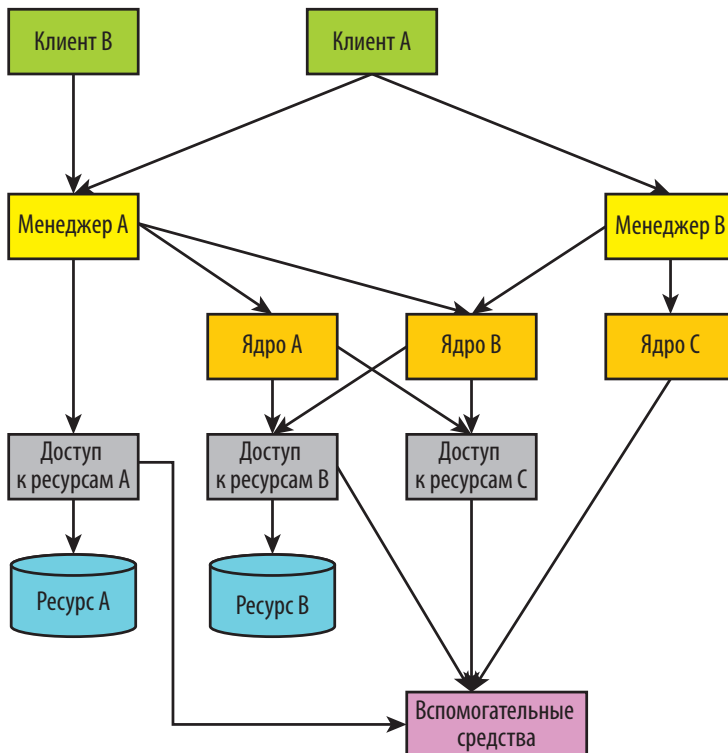 Клиент B
Клиент A
Менеджер A
Менеджер B
Ядро A
Ядро B
Ядро C
Доступ
к ресурсам A
Доступ
к ресурсам B
Доступ
к ресурсам C
Ресурс A
Ресурс B
Вспомогательные
средства